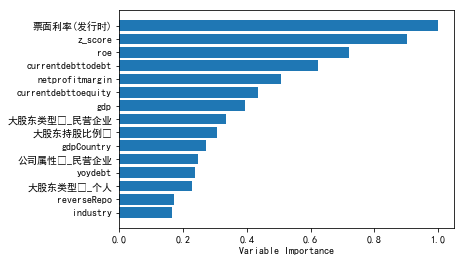 票面利率(发行时)
z_score
roe
currentdebttodebt
netprofitmargin
currentdebttoequity
gdp
大股东类型□_民营企业
大股东持股比例□
gdpCountry
公司属性□_民营企业
yoydebt
大股东类型□_个人
reverseRepo
industry
0.0 0.2 0.4 0.6 0.8 1.0
Variable Importance